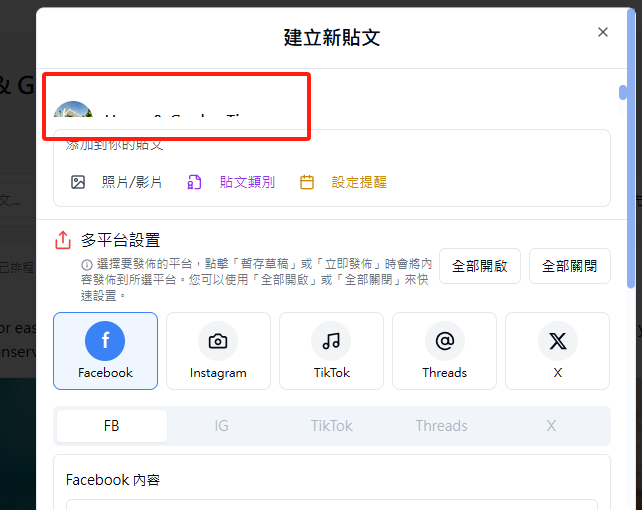 建立新貼文
& G
添加到你的貼文
照片/影片
貼文類別
設定提醒
文...
已排程
多平台設置
選擇要發佈的平台，點擊「暫存草稿」或「立即發佈」時會將內
容發佈到所選平台。您可以使用「全部開啟」或「全部關閉」來快
速設置。
全部開啟
全部關閉
or eas
onserv
Facebook
Instagram
TikTok
Threads
X
FB
IG
TikTok
Threads
X
Facebook 內容